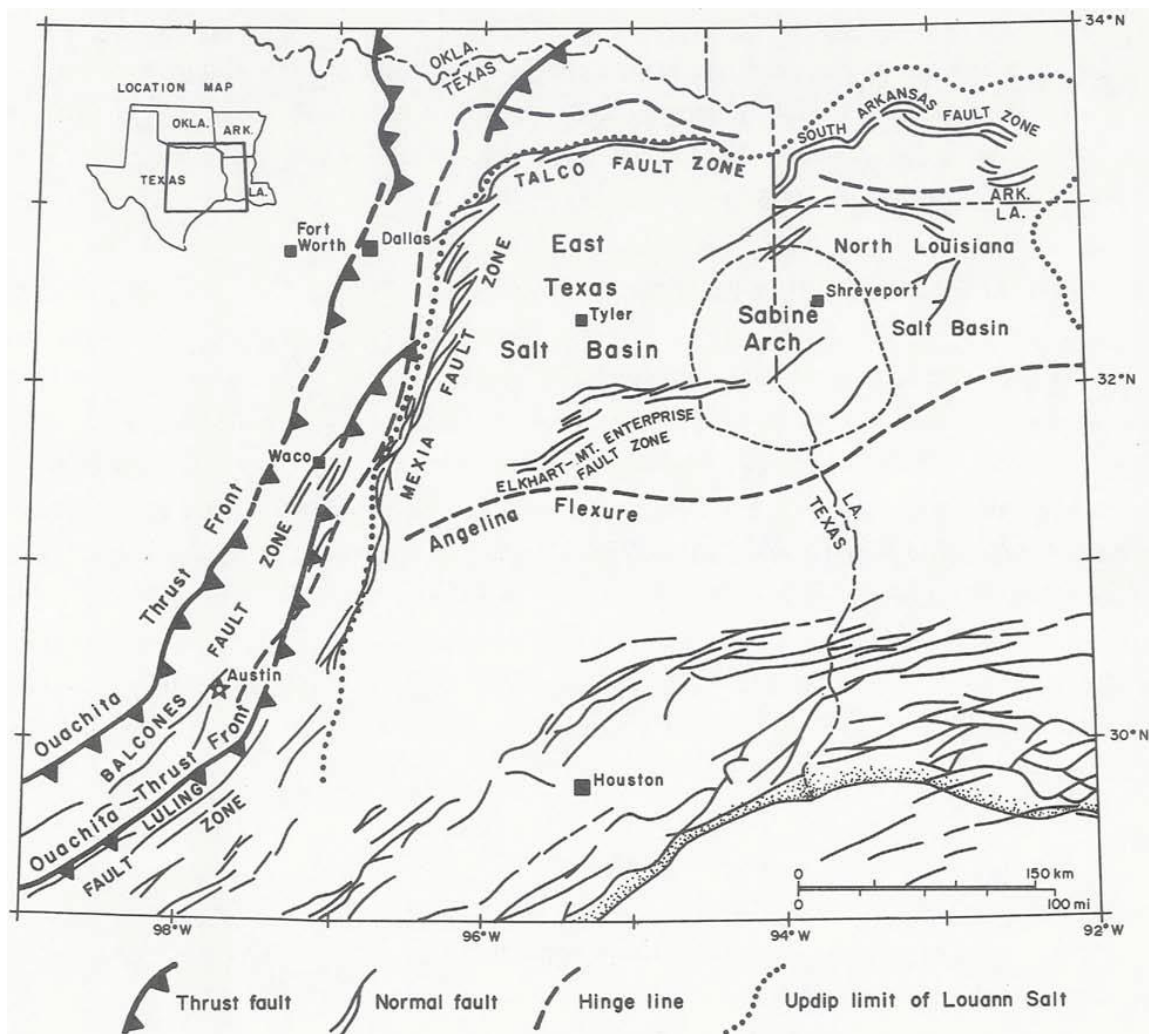 34°N
OKLA.
TEXAS
LOCATION MAP
OKLA.
ARK.
TEXAS
LA.
SOUTH ARKANSAS FAULT ZONE
TALCO FAULT ZONE
ARK.
LA.
Fort
Worth
Dallas
East
Texas
Salt Basin
Tyler
North Louisiana
Salt Basin
Shreveport
Sabine
Arch
MEXIA FAULT ZONE
32°N
ELKHART-MT. ENTERPRISE
FAULT ZONE
Angelina Flexure
LA.
TEXAS
Waco
Ouachita Thrust Front
BALCONES FAULT ZONE
Austin
Ouachita Thrust Front
LULING
FAULT ZONE
30°N
Houston
0 150 km
0 100 mi
98°W
96°W
94°W
92°W
Thrust fault
Normal fault
Hinge line
Updip limit of Louann Salt